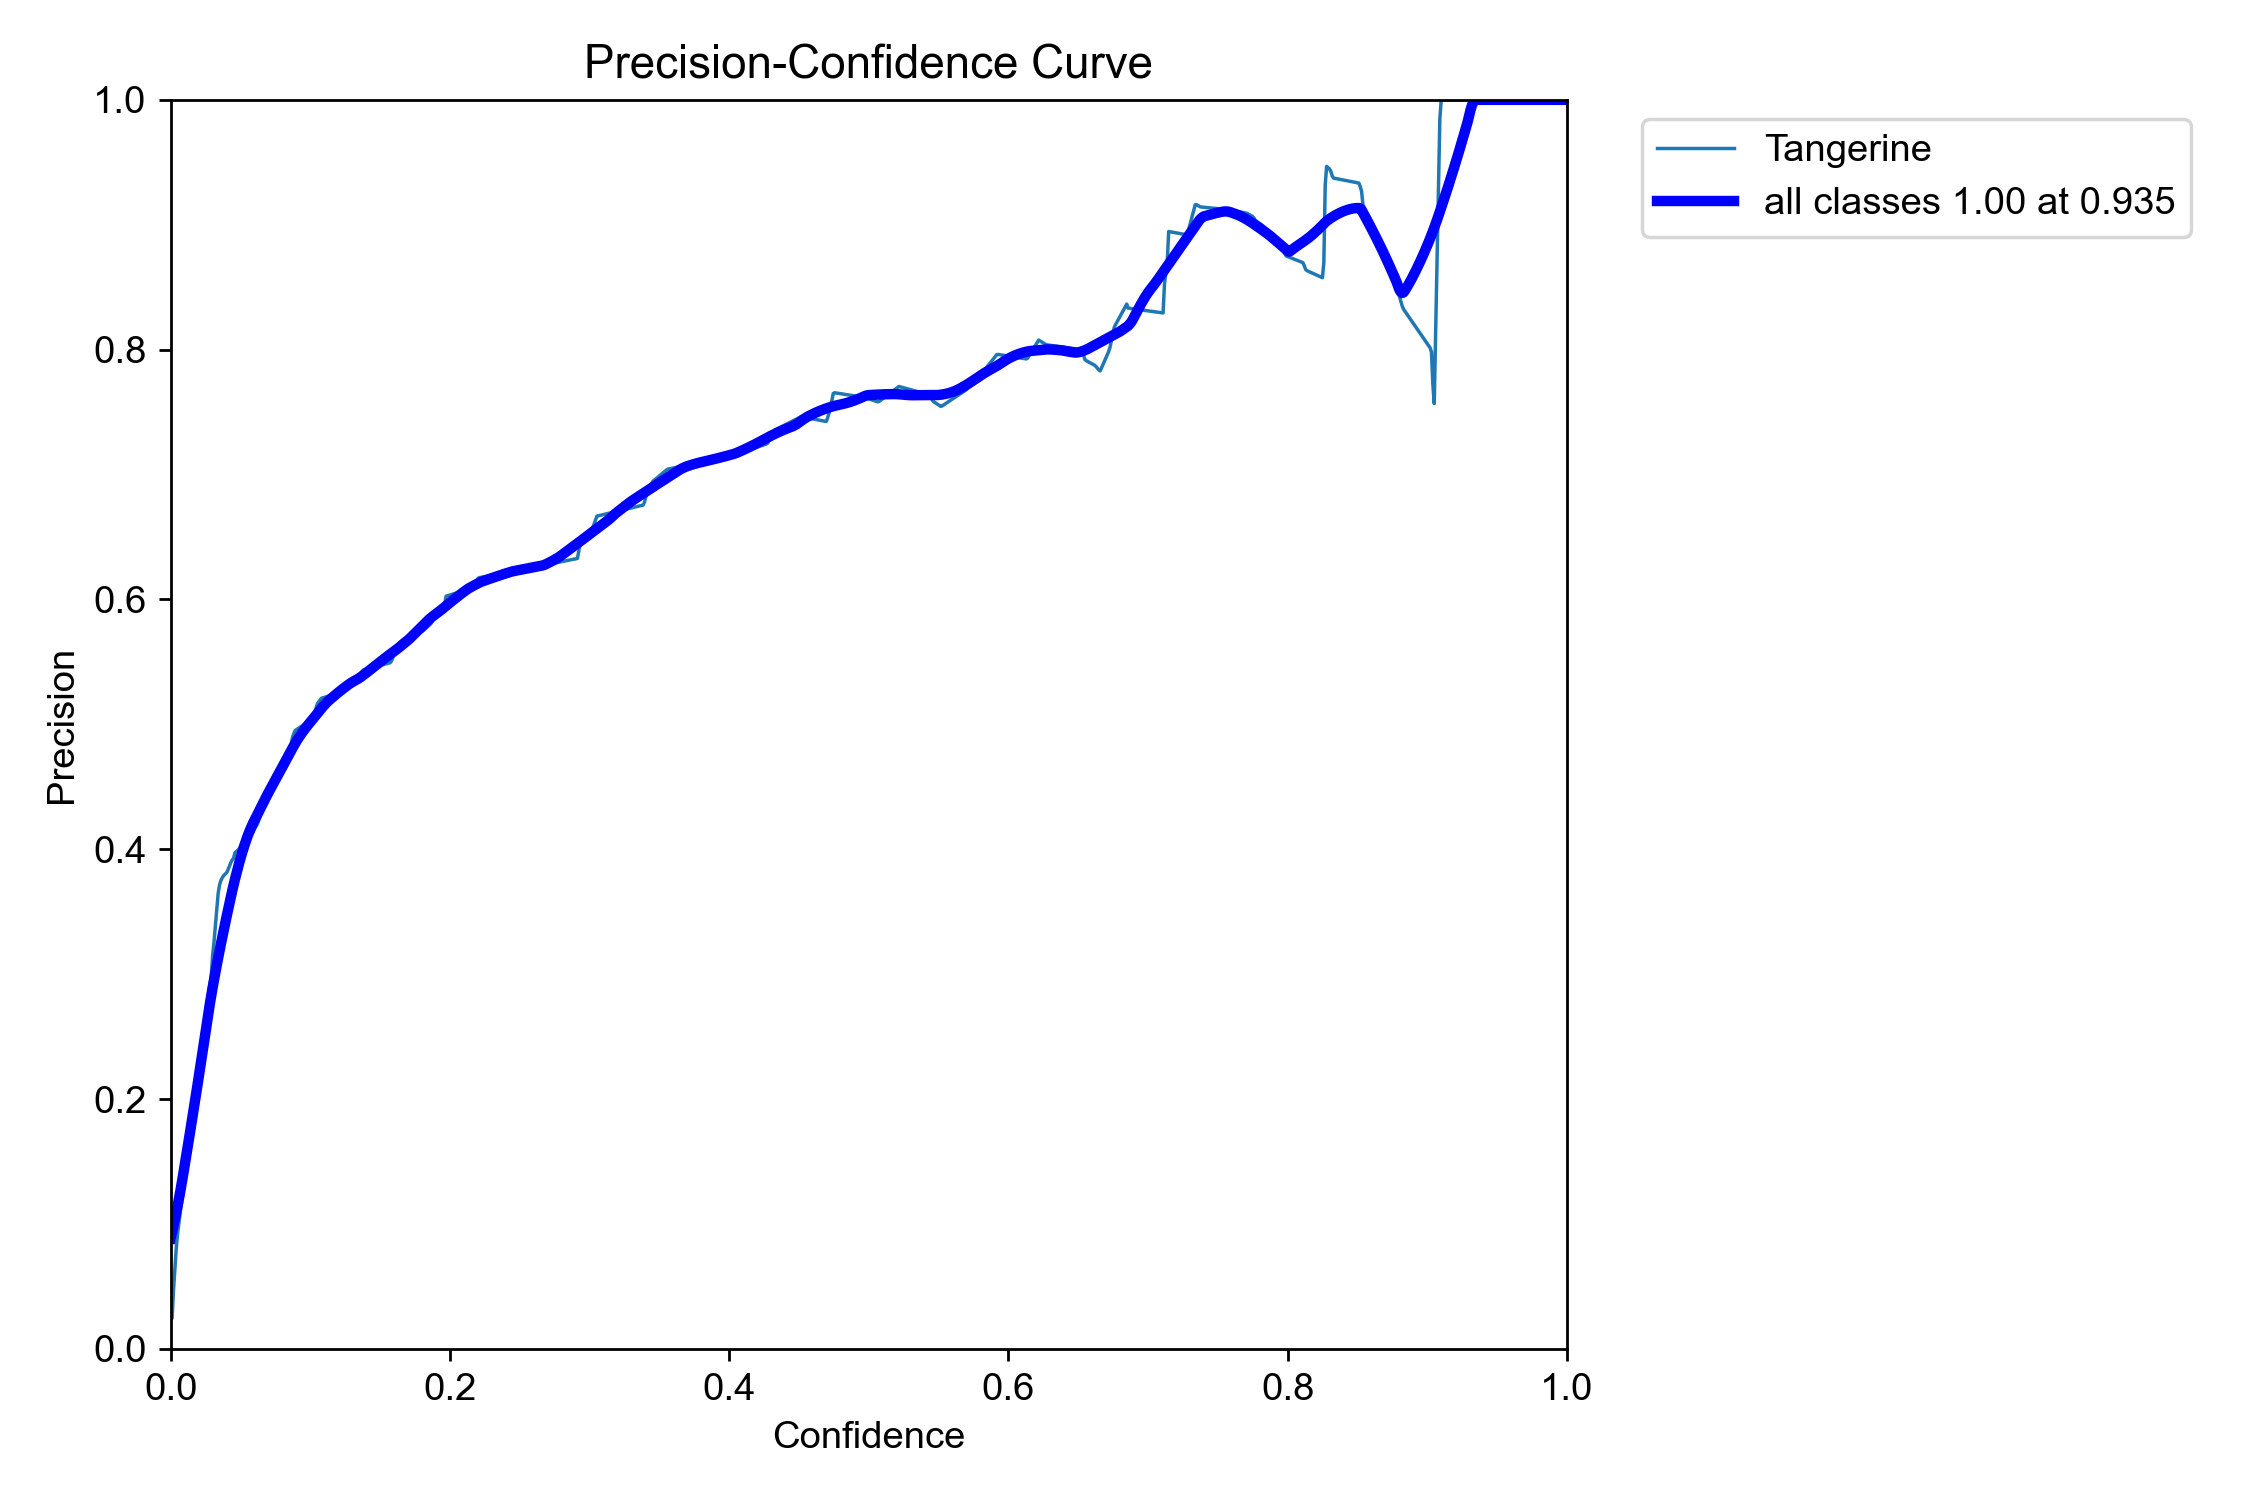 Precision-Confidence Curve
1.0
0.8
0.6
0.4
0.2
0.0
Precision
0.0 0.2 0.4 0.6 0.8 1.0
Confidence
Tangerine
all classes 1.00 at 0.935